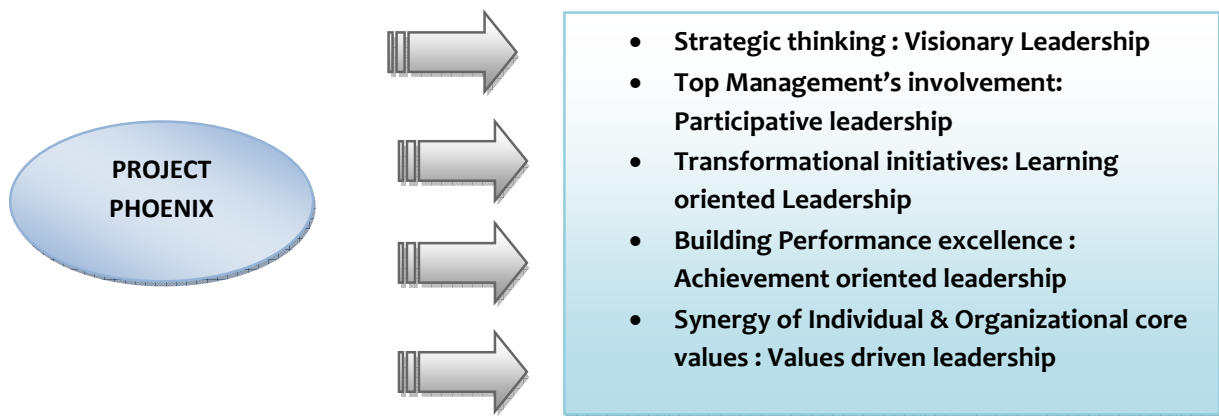 PROJECT
PHOENIX
• Strategic thinking : Visionary Leadership
• Top Management’s involvement:
Participative leadership
• Transformational initiatives: Learning
oriented Leadership
• Building Performance excellence :
Achievement oriented leadership
• Synergy of Individual & Organizational core
values : Values driven leadership